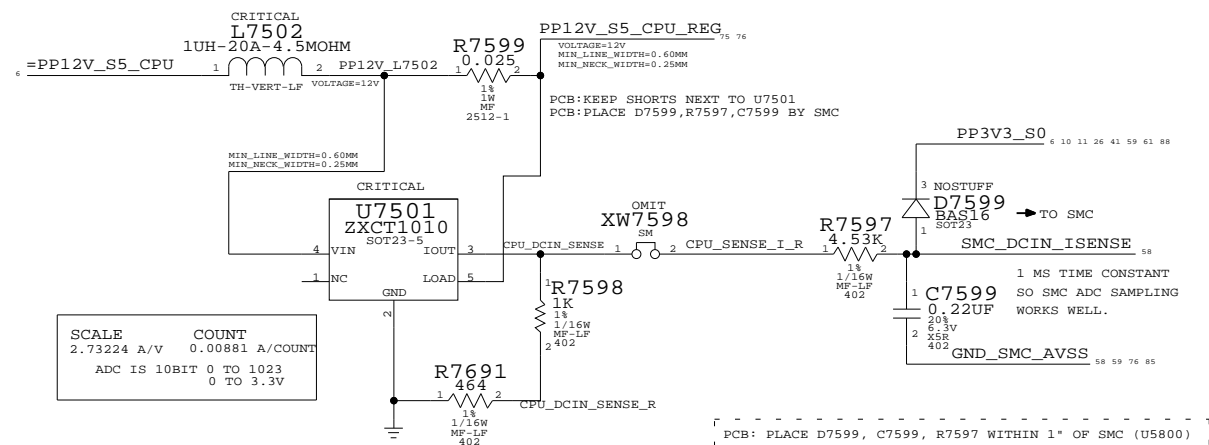 CRITICAL
L7502
1UH-20A-4.5MOHM
6 =PP12V_S5_CPU
1 2
TH-VERT-LF
PP12V_L7502
VOLTAGE=12V
R7599
0.025
1 2
1%
1W
MF
2512-1
PP12V_S5_CPU_REG 75 76
VOLTAGE=12V
MIN_LINE_WIDTH=0.60MM
MIN_NECK_WIDTH=0.25MM
PCB:KEEP SHORTS NEXT TO U7501
PCB:PLACE D7599,R7597,C7599 BY SMC
MIN_LINE_WIDTH=0.60MM
MIN_NECK_WIDTH=0.25MM
CRITICAL
U7501
ZXCT1010
SOT23-5
4 VIN IOUT 3
1 NC LOAD 5
GND
2
CPU_DCIN_SENSE
OMIT
XW7598
SM
1 2
CPU_SENSE_I_R
R7597
4.53K
1 2
1%
1/16W
MF-LF
402
PP3V3_S0 6 10 11 26 41 59 61 88
3 NOSTUFF
D7599
BAS16
SOT23
1
TO SMC
SMC_DCIN_ISENSE 58
1 MS TIME CONSTANT
SO SMC ADC SAMPLING
WORKS WELL.
1 C7599
0.22UF
20%
6.3V
2 X5R
402
GND_SMC_AVSS 58 59 76 85
1 R7598
1K
1%
1/16W
MF-LF
2 402
R7691
464
1 2
1%
1/16W
MF-LF
402
CPU_DCIN_SENSE_R
SCALE COUNT
2.73224 A/V 0.00881 A/COUNT
ADC IS 10BIT 0 TO 1023
0 TO 3.3V
PCB: PLACE D7599, C7599, R7597 WITHIN 1" OF SMC (U5800)